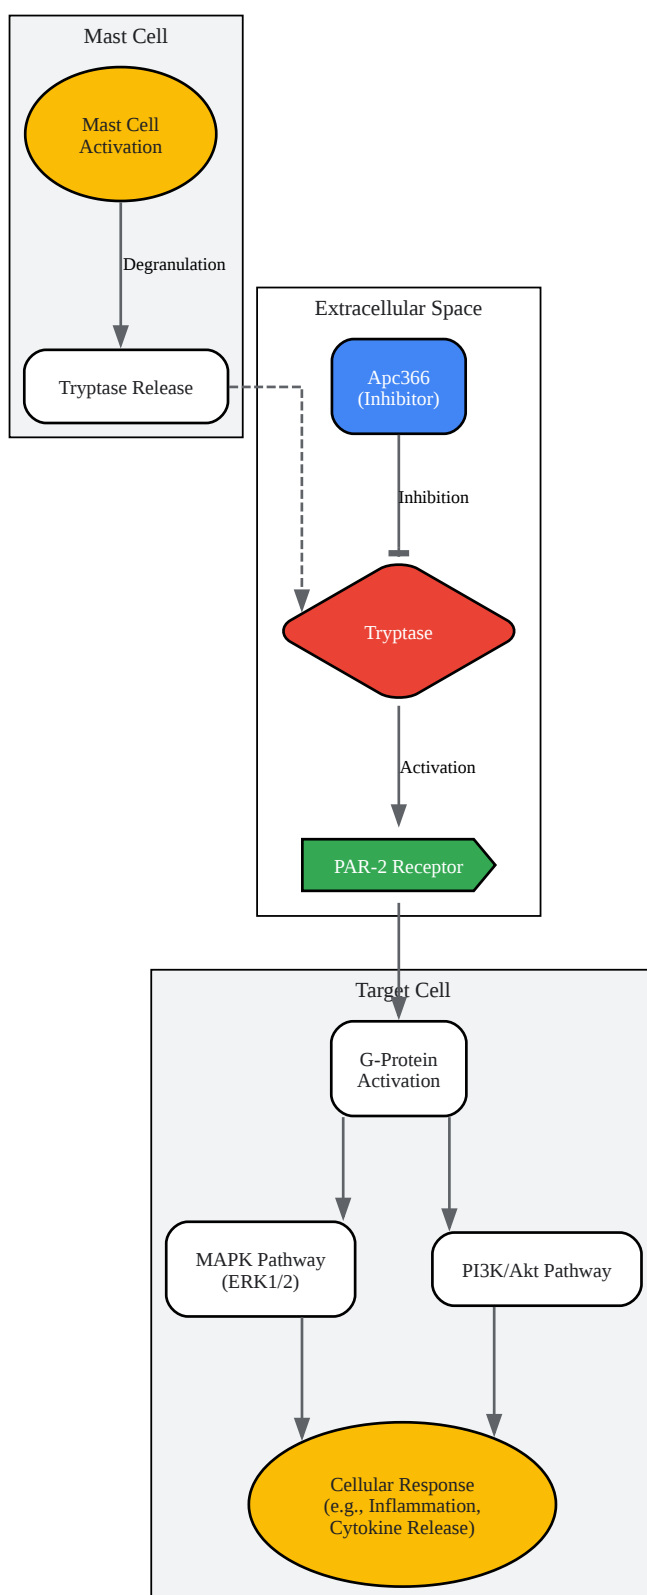 Mast Cell
Mast Cell
Activation
Degranulation
Tryptase Release
Extracellular Space
Apc366
(Inhibitor)
Inhibition
Tryptase
Activation
PAR-2 Receptor
Target Cell
G-Protein
Activation
MAPK Pathway
(ERK1/2)
PI3K/Akt Pathway
Cellular Response
(e.g., Inflammation,
Cytokine Release)